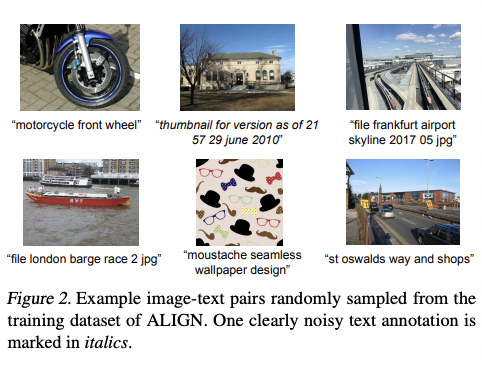 “motorcycle front wheel”
“thumbnail for version as of 21
57 29 june 2010”
“file frankfurt airport
skyline 2017 05 jpg”
“file london barge race 2 jpg”
“moustache seamless
wallpaper design”
“st oswalds way and shops”
Figure 2. Example image-text pairs randomly sampled from the
training dataset of ALIGN. One clearly noisy text annotation is
marked in italics.